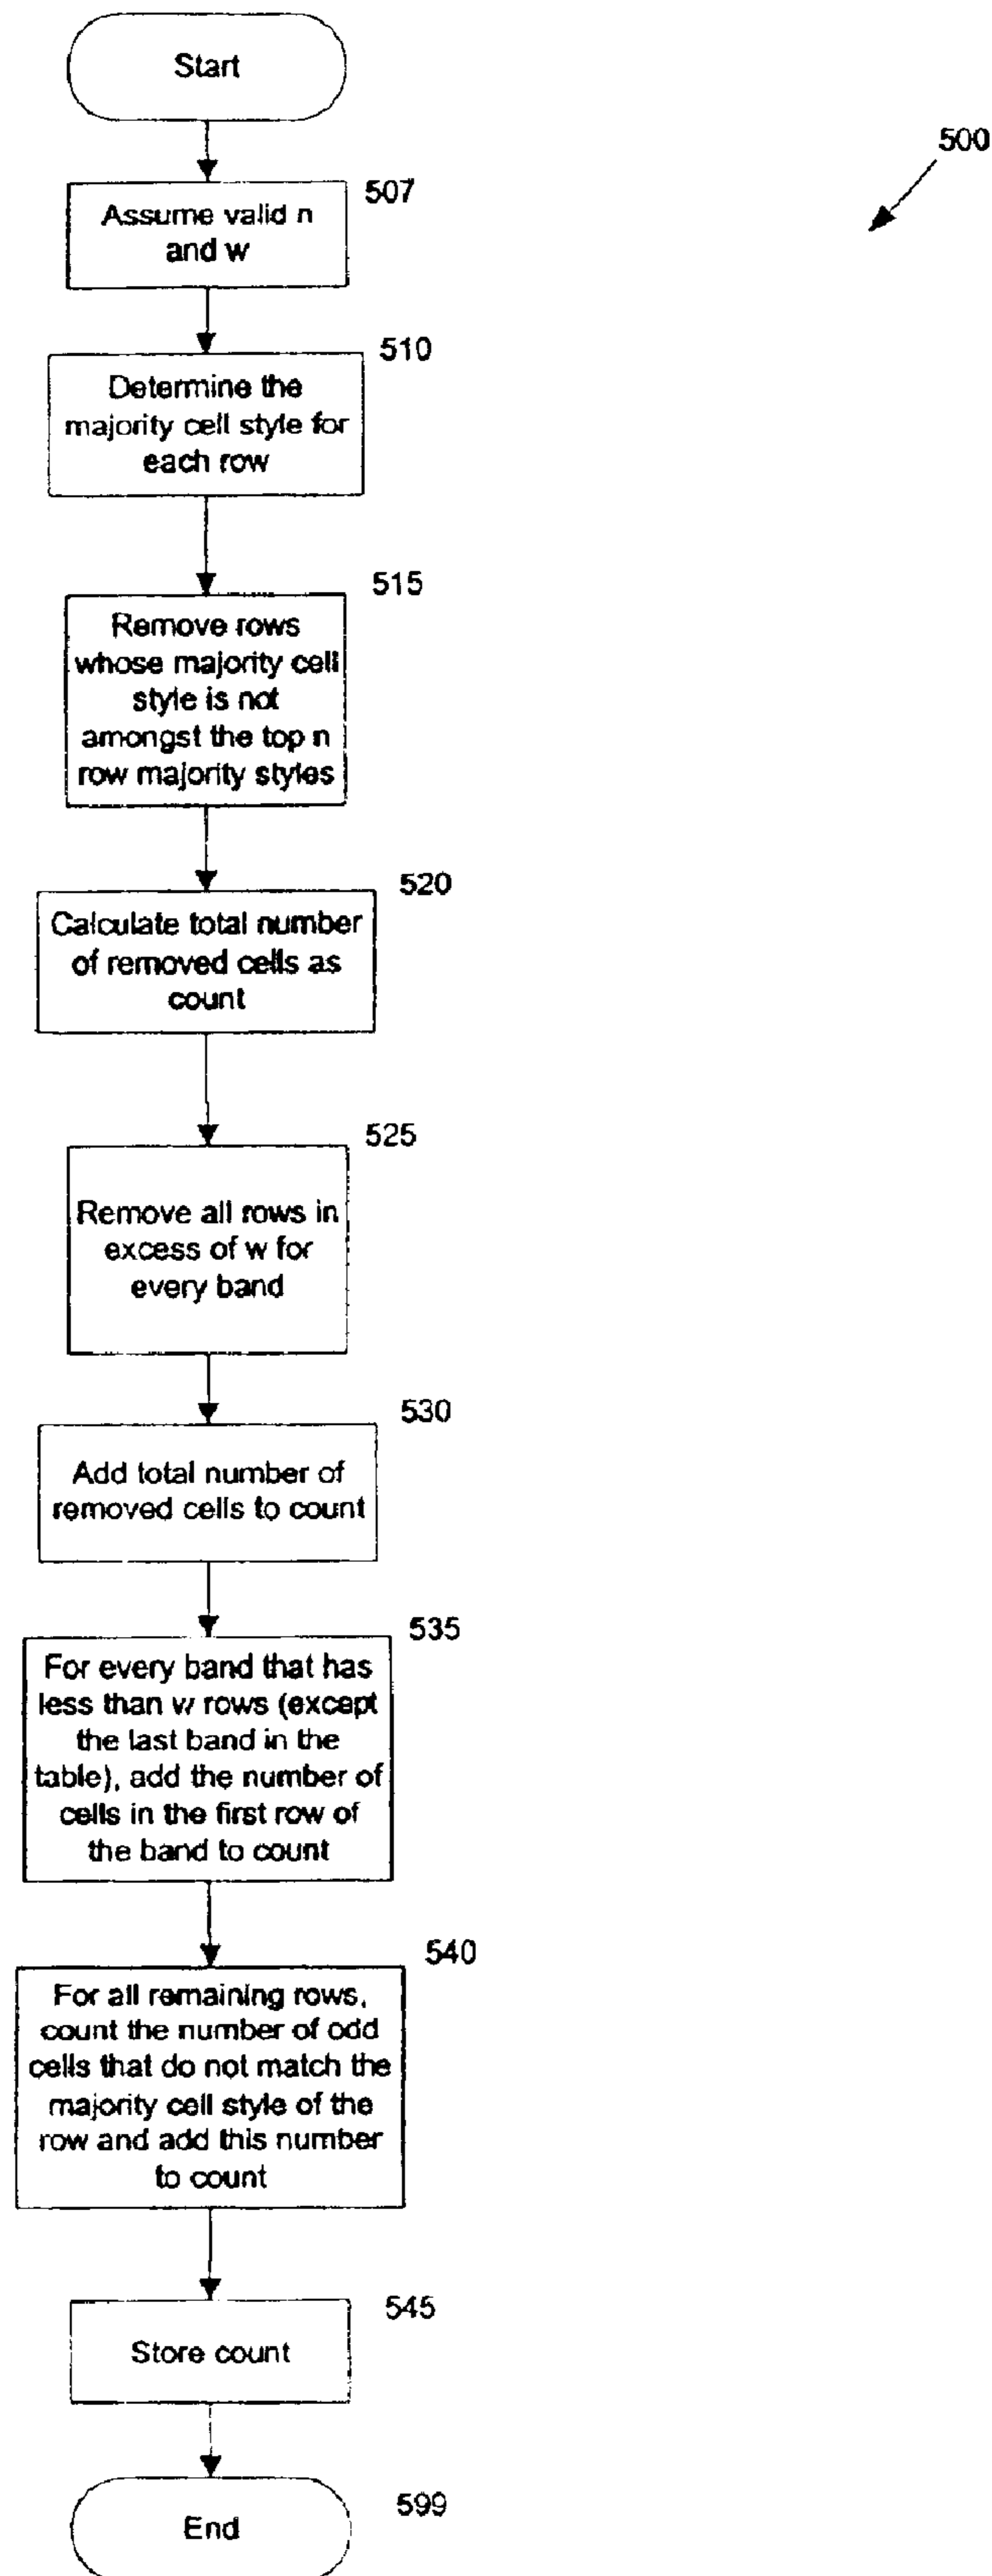 Start
500
507
Assume valid n
and w
510
Determine the
majority cell style for
each row
515
Remove rows
whose majority cell
style is not
amongst the top n
row majority styles
520
Calculate total number
of removed cells as
count
525
Remove all rows in
excess of w for
every band
530
Add total number of
removed cells to count
535
For every band that has
less than w rows (except
the last band in the
table), add the number of
cells in the first row of
the band to count
540
For all remaining rows,
count the number of odd
cells that do not match the
majority cell style of the
row and add this number
to count
545
Store count
599
End